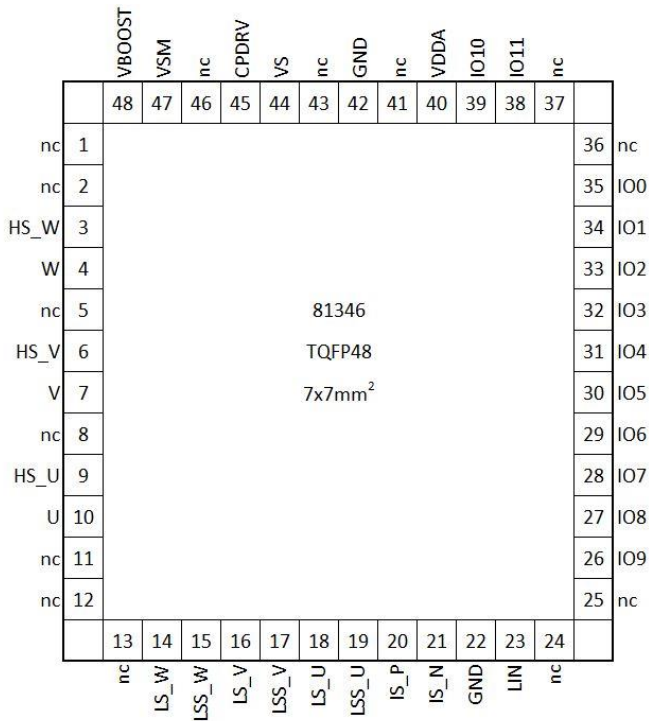 VBOOST VSM nc CPDRV VS nc GND nc VDDA IO10 IO11 nc
48 47 46 45 44 43 42 41 40 39 38 37
nc 1 36 nc
nc 2 35 IO0
HS_W 3 34 IO1
W 4 33 IO2
nc 5 81346 32 IO3
HS_V 6 TQFP48 31 IO4
V 7 7x7mm² 30 IO5
nc 8 29 IO6
HS_U 9 28 IO7
U 10 27 IO8
nc 11 26 IO9
nc 12 25 nc
13 14 15 16 17 18 19 20 21 22 23 24
nc LS_W LSS_W LS_V LSS_V LS_U LSS_U IS_P IS_N GND LIN nc